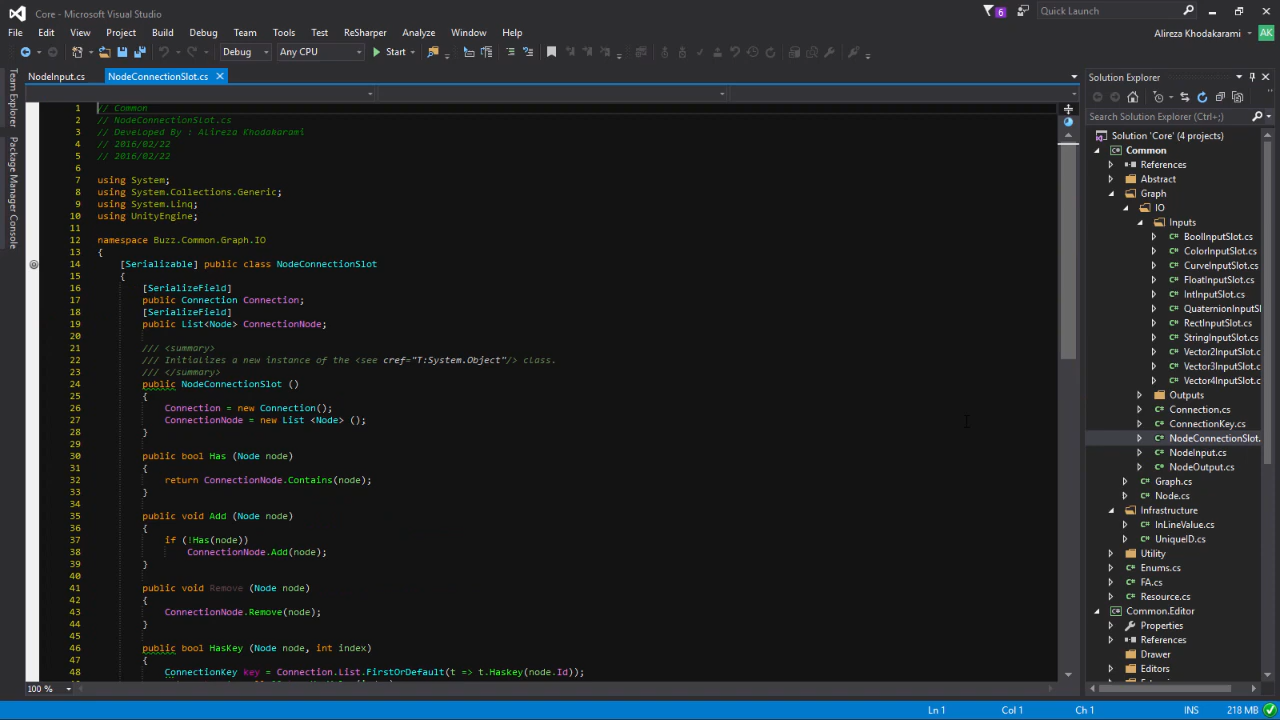 Core - Microsoft Visual Studio
6
Quick Launch
File Edit View Project Build Debug Team Tools Test ReSharper Analyze Window Help
Alireza Khodakarami AK
Debug Any CPU Start
Team Explorer
Package Manager Console
NodeInput.cs NodeConnectionSlot.cs
1 // Common
2 // NodeConnectionSlot.cs
3 // Developed By : Alireza Khodakarami
4 // 2016/02/22
5 // 2016/02/22
6
7 using System;
8 using System.Collections.Generic;
9 using System.Linq;
10 using UnityEngine;
11
12 namespace Buzz.Common.Graph.IO
13 {
14 [Serializable] public class NodeConnectionSlot
15 {
16 [SerializeField]
17 public Connection Connection;
18 [SerializeField]
19 public List<Node> ConnectionNode;
20
21 /// <summary>
22 /// Initializes a new instance of the <see cref="T:System.Object"/> class.
23 /// </summary>
24 public NodeConnectionSlot ()
25 {
26 Connection = new Connection();
27 ConnectionNode = new List <Node> ();
28 }
29
30 public bool Has (Node node)
31 {
32 return ConnectionNode.Contains(node);
33 }
34
35 public void Add (Node node)
36 {
37 if (!Has(node))
38 ConnectionNode.Add(node);
39 }
40
41 public void Remove (Node node)
42 {
43 ConnectionNode.Remove(node);
44 }
45
46 public bool HasKey (Node node, int index)
47 {
48 ConnectionKey key = Connection.List.FirstOrDefault(t => t.Haskey(node.Id));
100 %
Solution Explorer
Search Solution Explorer (Ctrl+;)
Solution 'Core' (4 projects)
Common
References
Abstract
Graph
IO
Inputs
BoolInputSlot.cs
ColorInputSlot.cs
CurveInputSlot.cs
FloatInputSlot.cs
IntInputSlot.cs
QuaternionInputS
RectInputSlot.cs
StringInputSlot.cs
Vector2InputSlot.c
Vector3InputSlot.c
Vector4InputSlot.c
Outputs
Connection.cs
ConnectionKey.cs
NodeConnectionSlot.
NodeInput.cs
NodeOutput.cs
Graph.cs
Node.cs
Infrastructure
InLineValue.cs
UniqueID.cs
Utility
Enums.cs
FA.cs
Resource.cs
Common.Editor
Properties
References
Drawer
Editors
Ln 1 Col 1 Ch 1 INS 218 MB